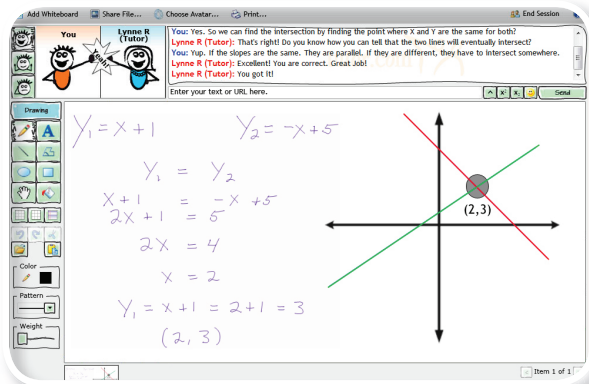 Add Whiteboard Share File... Choose Avatar... Print... End Session
You Lynne R (Tutor)
Yeah!
You: Yes. So we can find the intersection by finding the point where X and Y are the same for both?
Lynne R (Tutor): That's right! Do you know how you can tell that the two lines will eventually intersect?
You: Yup. If the slopes are the same. They are parallel. If they are different, they have to intersect somewhere.
Lynne R (Tutor): Excellent! You are correct. Great Job!
Lynne R (Tutor): You got It!
Enter your text or URL here.
Send
Drawing
A
Color
Pattern
Weight
Y₁ = x + 1 Y₂ = -x + 5
Y₁ = Y₂
x + 1 = -x + 5
2x + 1 = 5
2x = 4
x = 2
Y₁ = x + 1 = 2 + 1 = 3
(2, 3)
(2,3)
Item 1 of 1